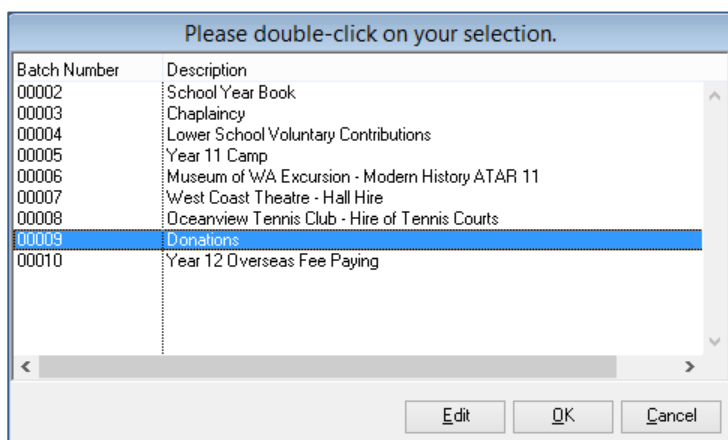 Please double-click on your selection.
Batch Number Description
00002 School Year Book
00003 Chaplaincy
00004 Lower School Voluntary Contributions
00005 Year 11 Camp
00006 Museum of WA Excursion - Modern History ATAR 11
00007 West Coast Theatre - Hall Hire
00008 Oceanview Tennis Club - Hire of Tennis Courts
00009 Donations
00010 Year 12 Overseas Fee Paying
Edit OK Cancel